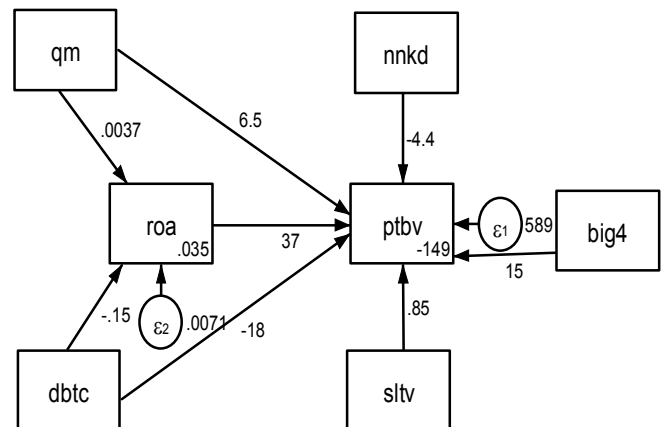 qm
nnkd
.0037
6.5
-4.4
roa
.035
37
ptbv
-149
ε1
589
big4
15
-.15
ε2
.0071
-18
.85
dbtc
sltv